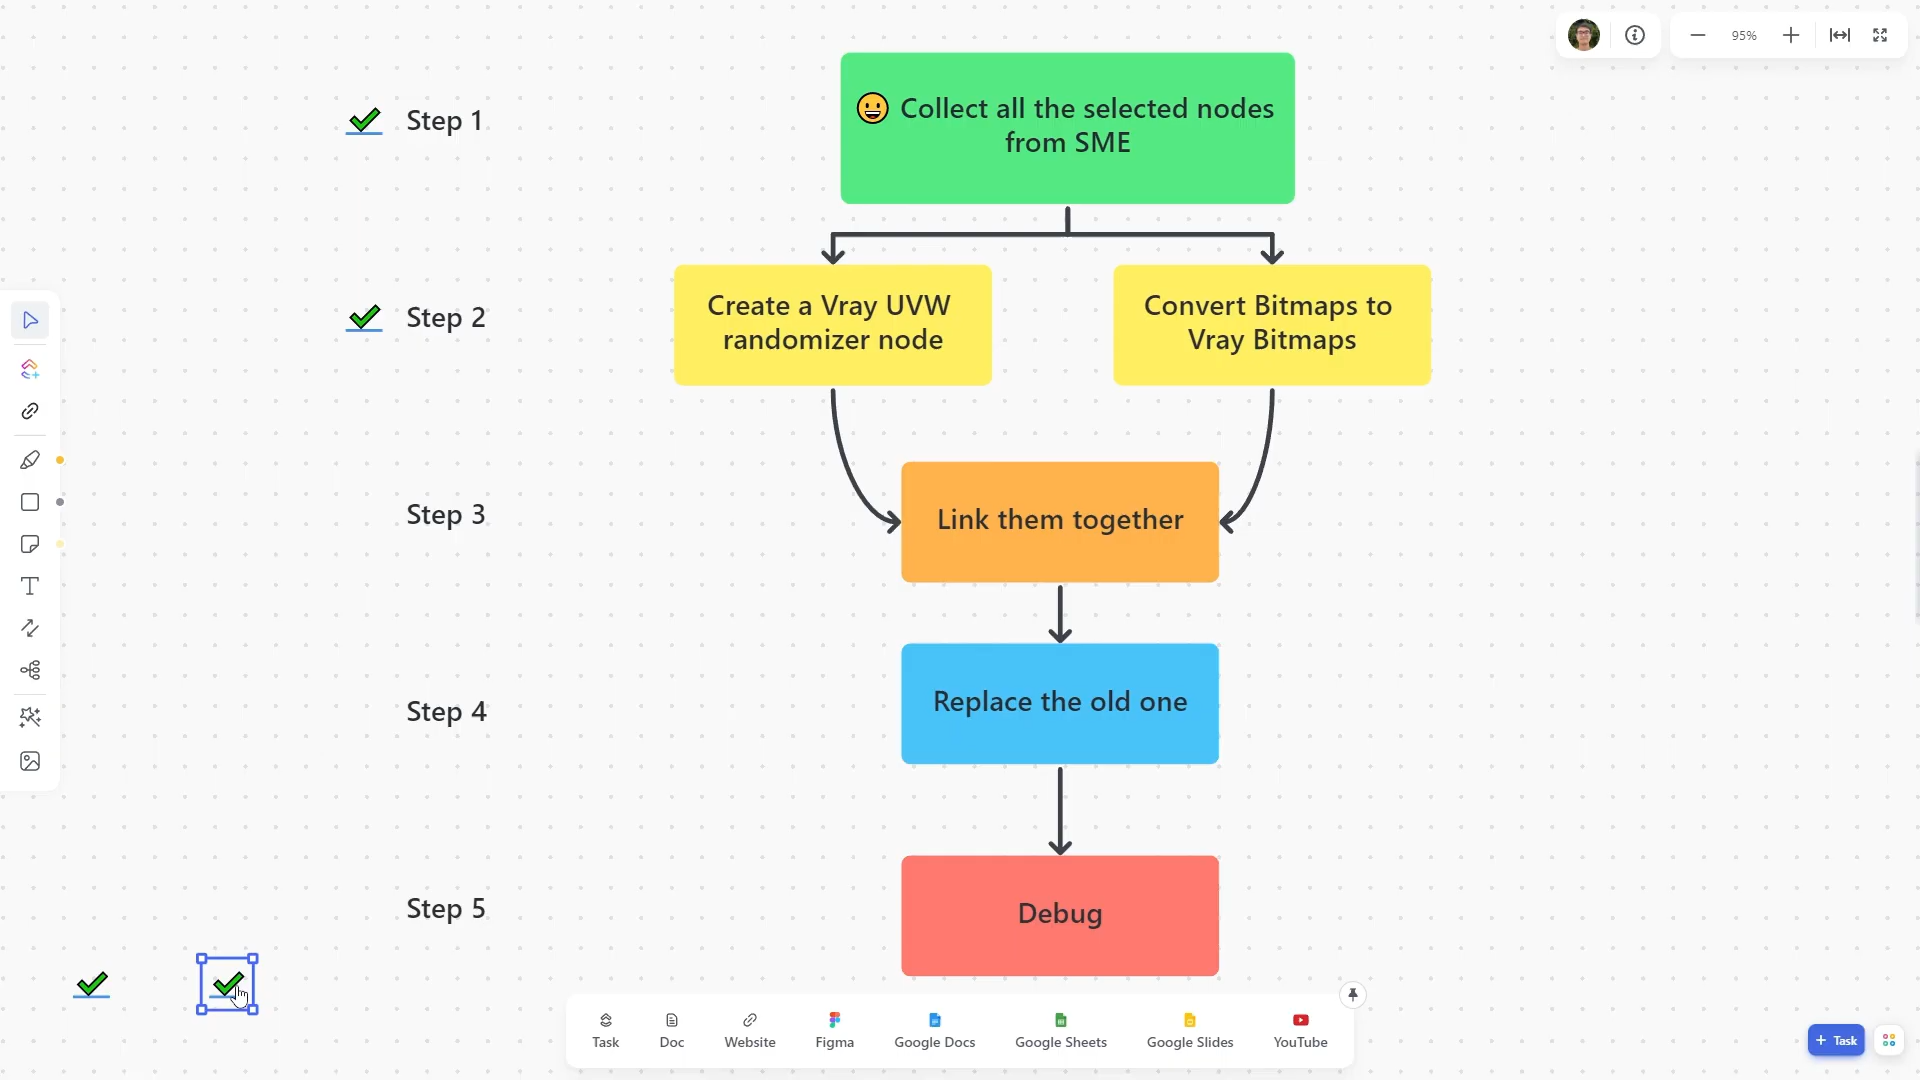 95%
Step 1
😀 Collect all the selected nodes
from SME
Step 2
Create a Vray UVW
randomizer node
Convert Bitmaps to
Vray Bitmaps
Step 3
Link them together
Step 4
Replace the old one
Step 5
Debug
Task
Doc
Website
Figma
Google Docs
Google Sheets
Google Slides
YouTube
+ Task